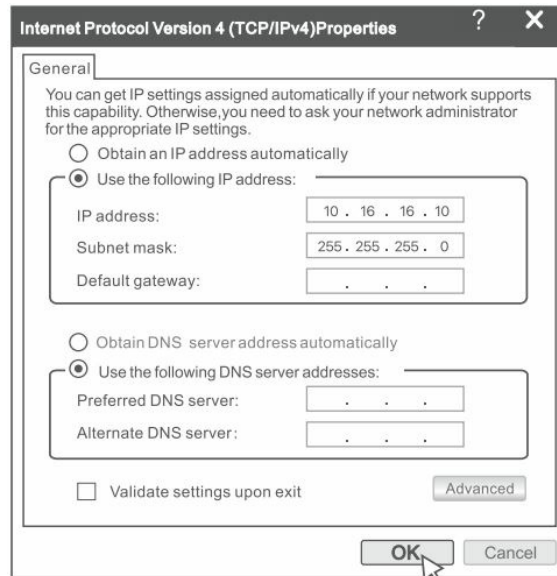 Internet Protocol Version 4 (TCP/IPv4)Properties ? X
General
You can get IP settings assigned automatically if your network supports
this capability. Otherwise,you need to ask your network administrator
for the appropriate IP settings.
Obtain an IP address automatically
Use the following IP address:
IP address: 10 . 16 . 16 . 10
Subnet mask: 255 . 255 . 255 . 0
Default gateway: . . .
Obtain DNS server address automatically
Use the following DNS server addresses:
Preferred DNS server: . . .
Alternate DNS server: . . .
Validate settings upon exit
Advanced
OK Cancel